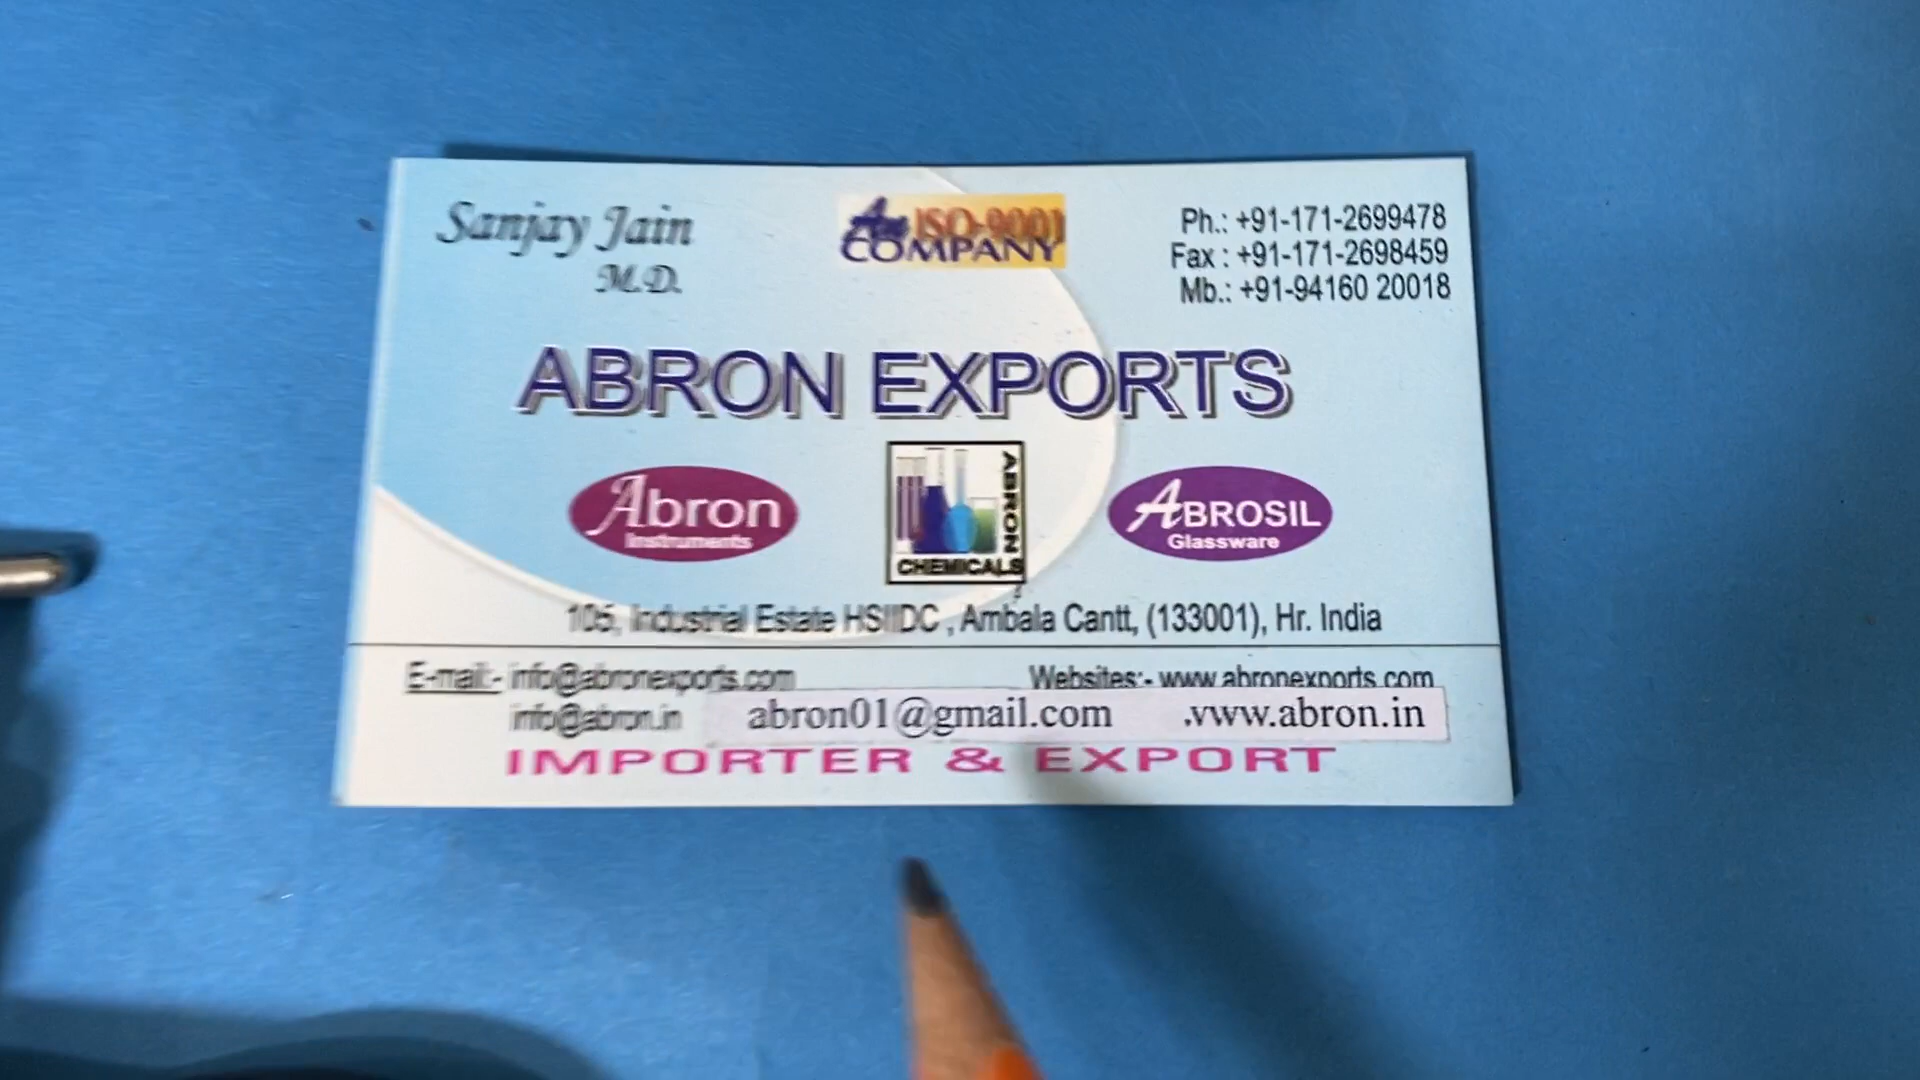 Sanjay Jain
M.D.
An ISO-9001
COMPANY
Ph.: +91-171-2699478
Fax : +91-171-2698459
Mb.: +91-94160 20018
ABRON EXPORTS
Abron
Instruments
ABRON
CHEMICALS
ABROSIL
Glassware
105, Industrial Estate HSIIDC , Ambala Cantt, (133001), Hr. India
E-mail:- info@abronexports.com
Websites:- www.abronexports.com
info@abron.in
abron01@gmail.com .vww.abron.in
IMPORTER & EXPORT